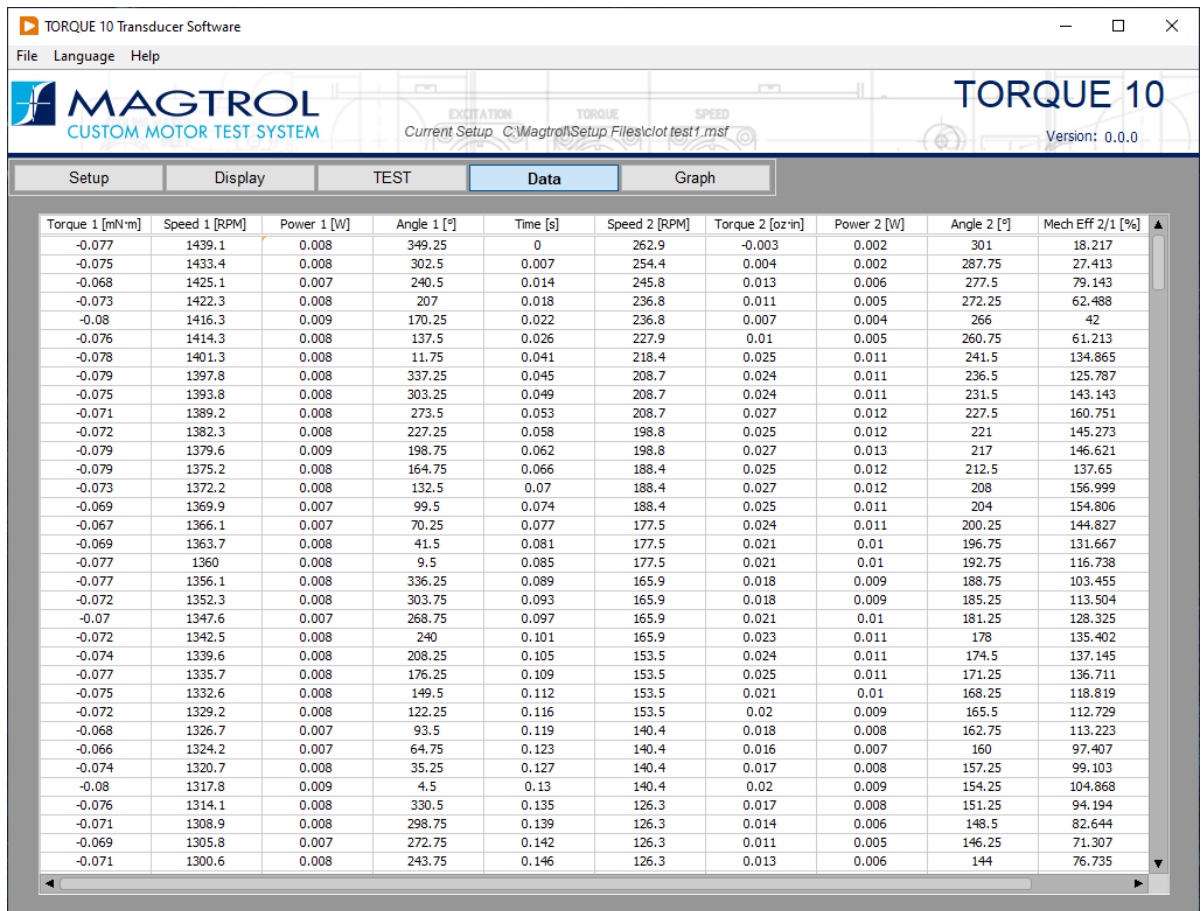 TORQUE 10 Transducer Software
File Language Help
MAGTROL
CUSTOM MOTOR TEST SYSTEM
EXCITATION TORQUE SPEED
Current Setup C:\Magtrol\Setup Files\clot test1.msf
TORQUE 10
Version: 0.0.0
Setup Display TEST Data Graph
Torque 1 [mN·m] Speed 1 [RPM] Power 1 [W] Angle 1 [°] Time [s] Speed 2 [RPM] Torque 2 [oz·in] Power 2 [W] Angle 2 [°] Mech Eff 2/1 [%]
-0.077 1439.1 0.008 349.25 0 262.9 -0.003 0.002 301 18.217
-0.075 1433.4 0.008 302.5 0.007 254.4 0.004 0.002 287.75 27.413
-0.068 1425.1 0.007 240.5 0.014 245.8 0.013 0.006 277.5 79.143
-0.073 1422.3 0.008 207 0.018 236.8 0.011 0.005 272.25 62.488
-0.08 1416.3 0.009 170.25 0.022 236.8 0.007 0.004 266 42
-0.076 1414.3 0.008 137.5 0.026 227.9 0.01 0.005 260.75 61.213
-0.078 1401.3 0.008 11.75 0.041 218.4 0.025 0.011 241.5 134.865
-0.079 1397.8 0.008 337.25 0.045 208.7 0.024 0.011 236.5 125.787
-0.075 1393.8 0.008 303.25 0.049 208.7 0.024 0.011 231.5 143.143
-0.071 1389.2 0.008 273.5 0.053 208.7 0.027 0.012 227.5 160.751
-0.072 1382.3 0.008 227.25 0.058 198.8 0.025 0.012 221 145.273
-0.079 1379.6 0.009 198.75 0.062 198.8 0.027 0.013 217 146.621
-0.079 1375.2 0.008 164.75 0.066 188.4 0.025 0.012 212.5 137.65
-0.073 1372.2 0.008 132.5 0.07 188.4 0.027 0.012 208 156.999
-0.069 1369.9 0.007 99.5 0.074 188.4 0.025 0.011 204 154.806
-0.067 1366.1 0.007 70.25 0.077 177.5 0.024 0.011 200.25 144.827
-0.069 1363.7 0.008 41.5 0.081 177.5 0.021 0.01 196.75 131.667
-0.077 1360 0.008 9.5 0.085 177.5 0.021 0.01 192.75 116.738
-0.077 1356.1 0.008 336.25 0.089 165.9 0.018 0.009 188.75 103.455
-0.072 1352.3 0.008 303.75 0.093 165.9 0.018 0.009 185.25 113.504
-0.07 1347.6 0.007 268.75 0.097 165.9 0.021 0.01 181.25 128.325
-0.072 1342.5 0.008 240 0.101 165.9 0.023 0.011 178 135.402
-0.074 1339.6 0.008 208.25 0.105 153.5 0.024 0.011 174.5 137.145
-0.077 1335.7 0.008 176.25 0.109 153.5 0.025 0.011 171.25 136.711
-0.075 1332.6 0.008 149.5 0.112 153.5 0.021 0.01 168.25 118.819
-0.072 1329.2 0.008 122.25 0.116 153.5 0.02 0.009 165.5 112.729
-0.068 1326.7 0.007 93.5 0.119 140.4 0.018 0.008 162.75 113.223
-0.066 1324.2 0.007 64.75 0.123 140.4 0.016 0.007 160 97.407
-0.074 1320.7 0.008 35.25 0.127 140.4 0.017 0.008 157.25 99.103
-0.08 1317.8 0.009 4.5 0.13 140.4 0.02 0.009 154.25 104.868
-0.076 1314.1 0.008 330.5 0.135 126.3 0.017 0.008 151.25 94.194
-0.071 1308.9 0.008 298.75 0.139 126.3 0.014 0.006 148.5 82.644
-0.069 1305.8 0.007 272.75 0.142 126.3 0.011 0.005 146.25 71.307
-0.071 1300.6 0.008 243.75 0.146 126.3 0.013 0.006 144 76.735